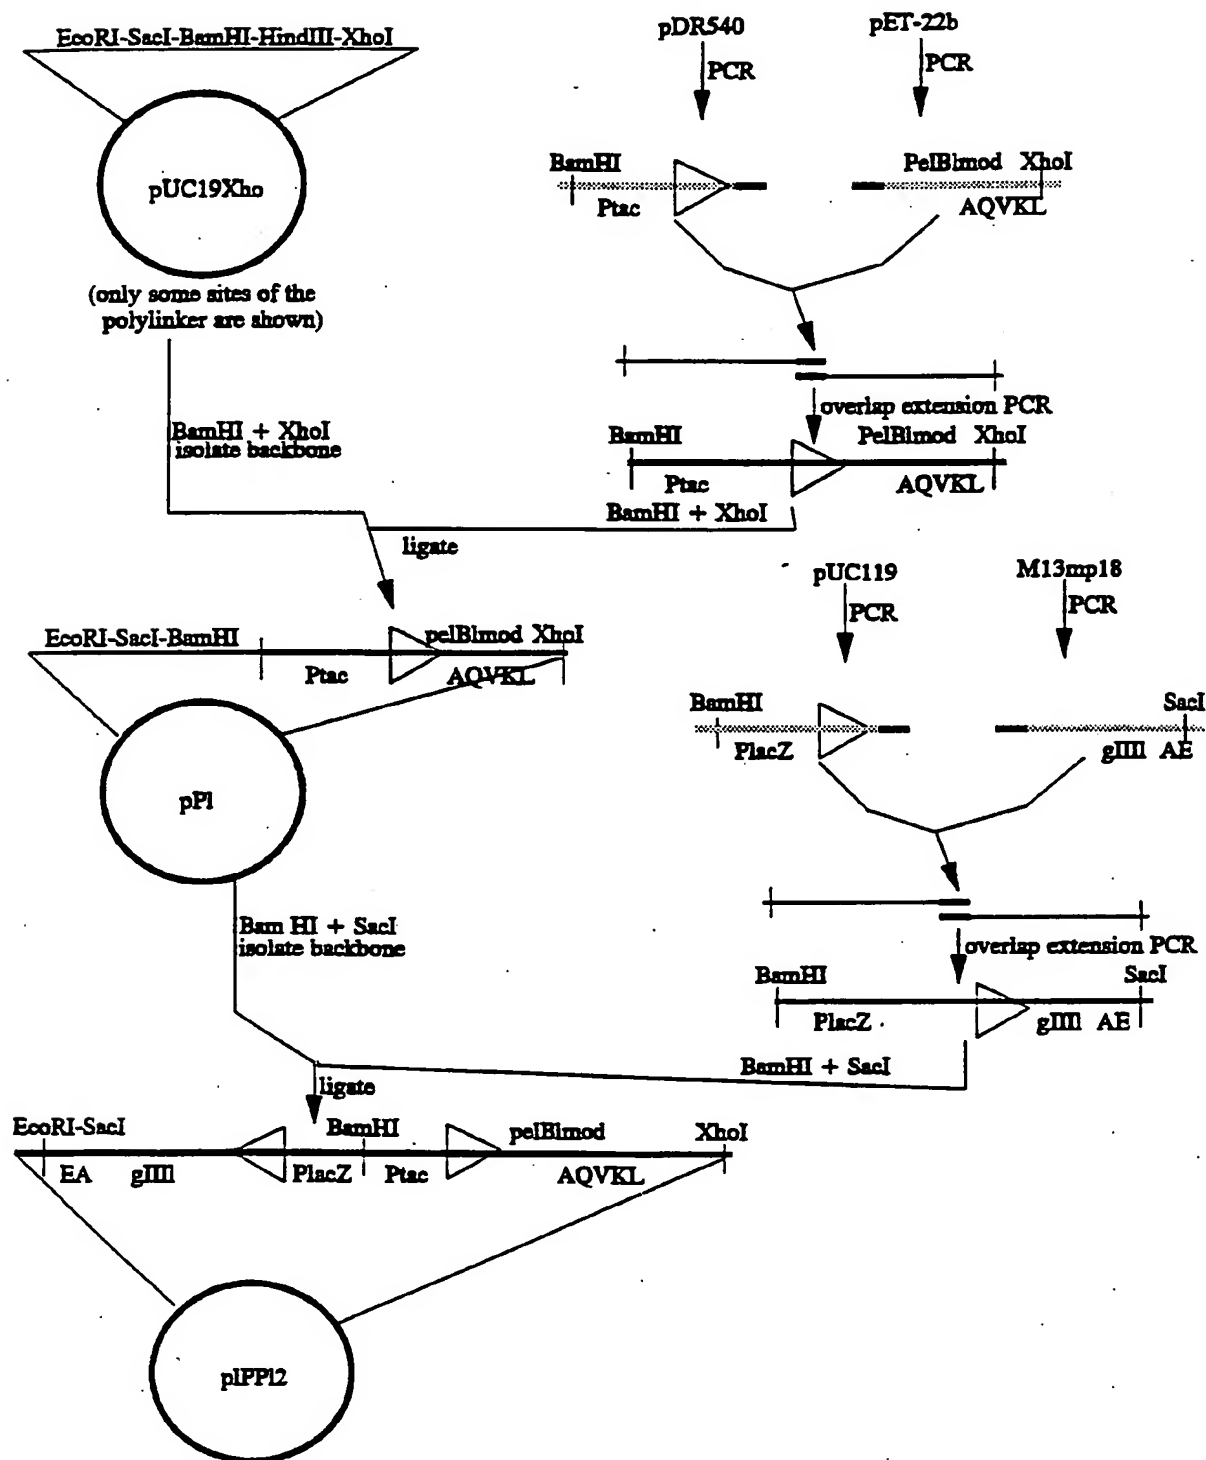 EcoRI-SacI-BamHI-HindIII-XhoI
pUC19Xho
(only some sites of the
polylinker are shown)
pDR540
PCR
pET-22b
PCR
BamHI
Ptac
PelBlmod XhoI
AQVKL
overlap extension PCR
BamHI
PelBlmod XhoI
Ptac
AQVKL
BamHI + XhoI
isolate backbone
BamHI + XhoI
ligate
EcoRI-SacI-BamHI
pelBlmod XhoI
Ptac
AQVKL
pPl
pUC119
PCR
M13mp18
PCR
BamHI
PlacZ
SacI
gIIIl AE
overlap extension PCR
BamHI
SacI
PlacZ
gIIIl AE
Bam HI + SacI
isolate backbone
BamHI + SacI
ligate
EcoRI-SacI
BamHI
pelBlmod
XhoI
EA
gIIIl
PlacZ
Ptac
AQVKL
plPPl2